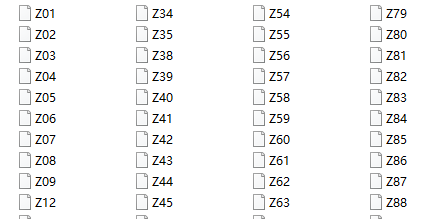 Z01 Z34 Z54 Z79
Z02 Z35 Z55 Z80
Z03 Z38 Z56 Z81
Z04 Z39 Z57 Z82
Z05 Z40 Z58 Z83
Z06 Z41 Z59 Z84
Z07 Z42 Z60 Z85
Z08 Z43 Z61 Z86
Z09 Z44 Z62 Z87
Z12 Z45 Z63 Z88